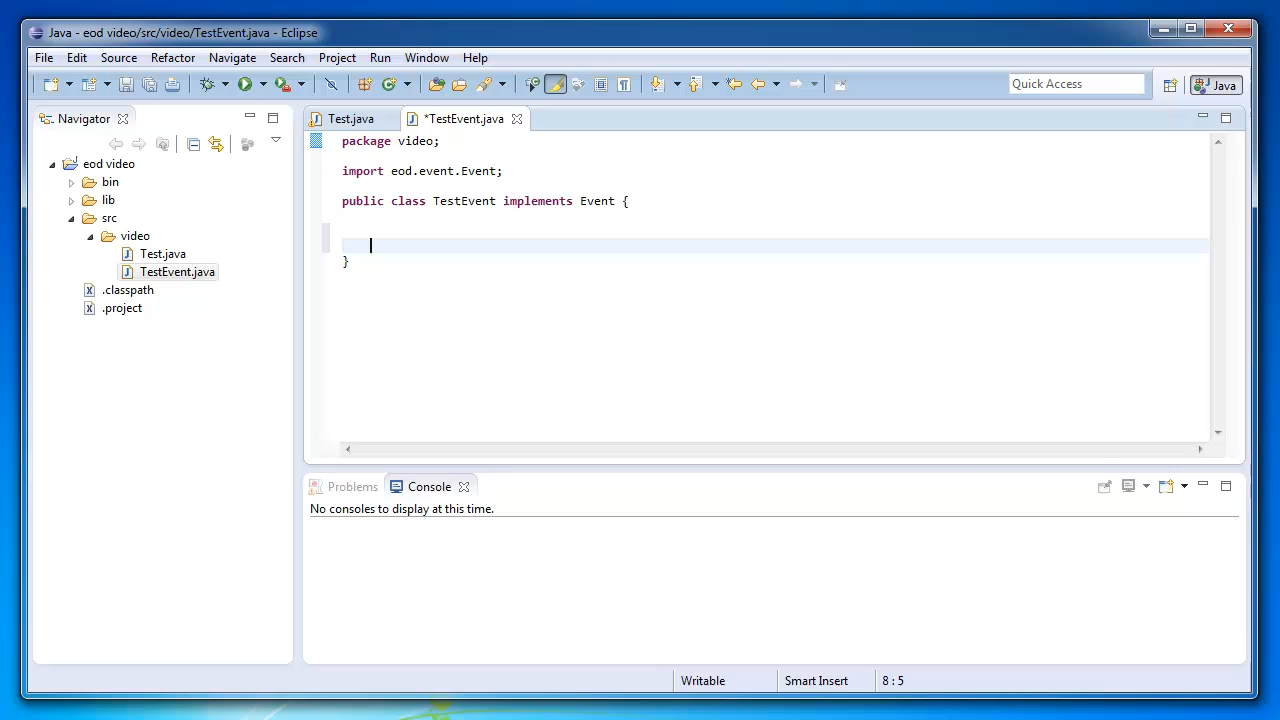 Java - eod video/src/video/TestEvent.java - Eclipse
File Edit Source Refactor Navigate Search Project Run Window Help
Quick Access
Java
Navigator
Test.java
*TestEvent.java
eod video
bin
lib
src
video
Test.java
TestEvent.java
.classpath
.project
package video;
import eod.event.Event;
public class TestEvent implements Event {
}
Problems
Console
No consoles to display at this time.
Writable
Smart Insert
8 : 5